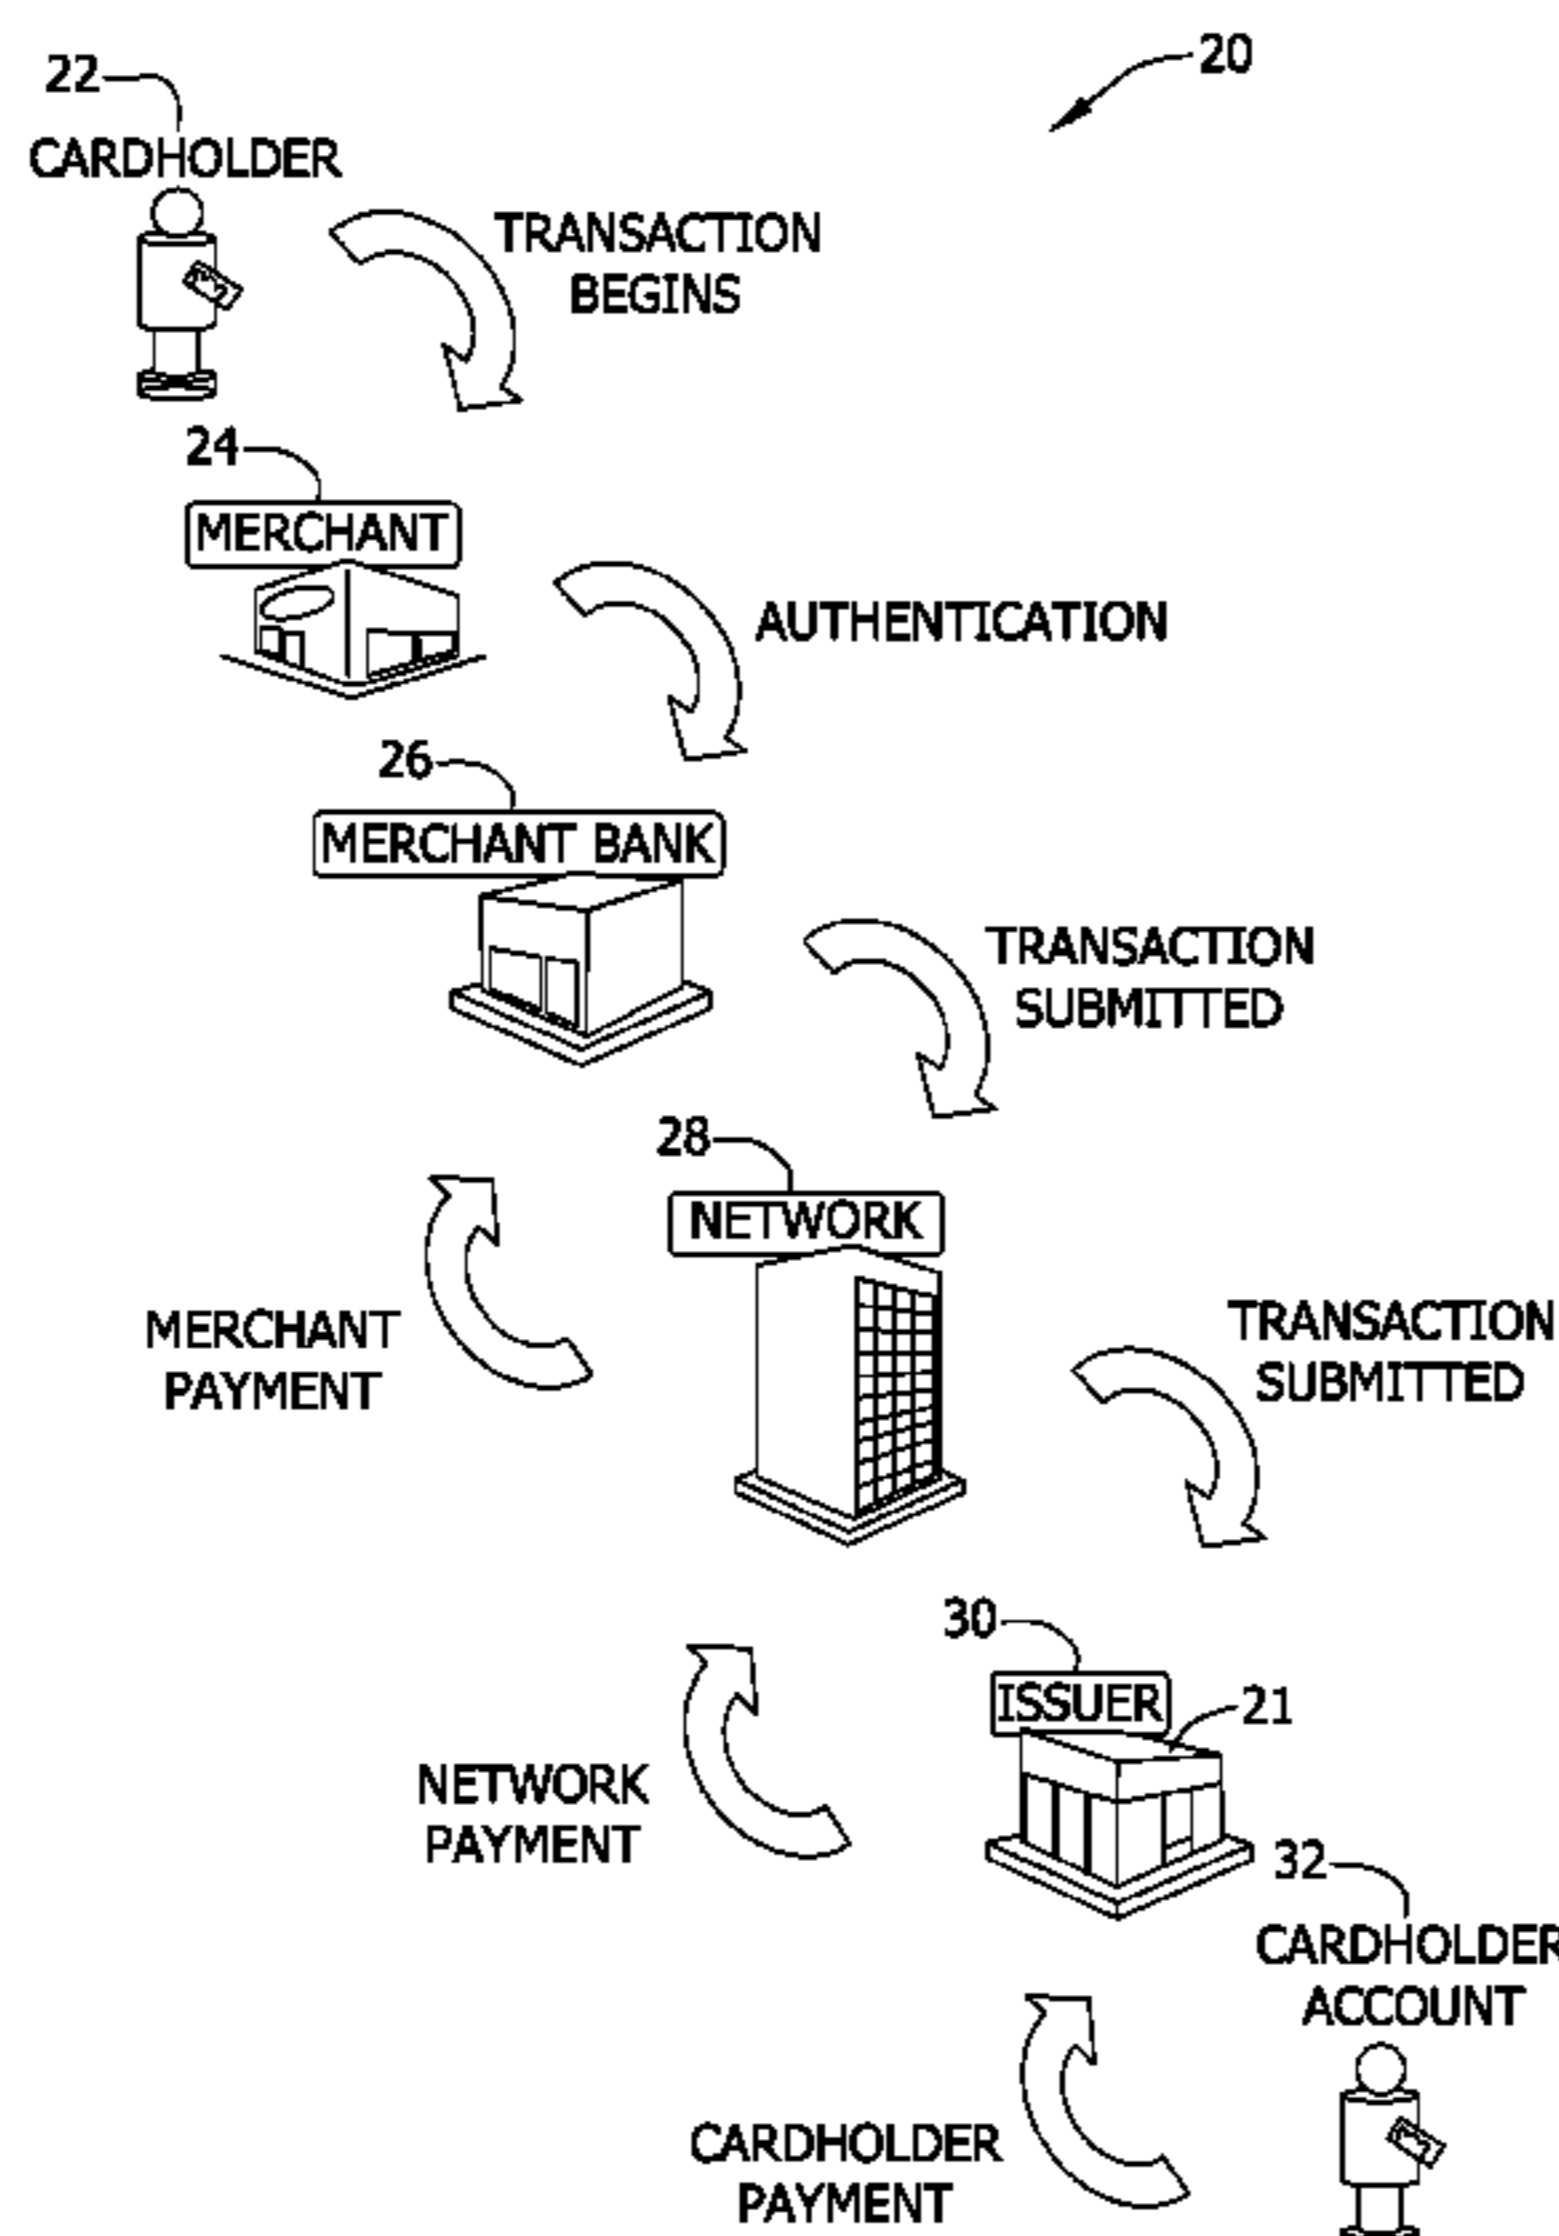 20
22
CARDHOLDER
TRANSACTION
BEGINS
24
MERCHANT
AUTHENTICATION
26
MERCHANT BANK
TRANSACTION
SUBMITTED
28
NETWORK
MERCHANT
PAYMENT
TRANSACTION
SUBMITTED
30
ISSUER
21
NETWORK
PAYMENT
32
CARDHOLDER
ACCOUNT
CARDHOLDER
PAYMENT